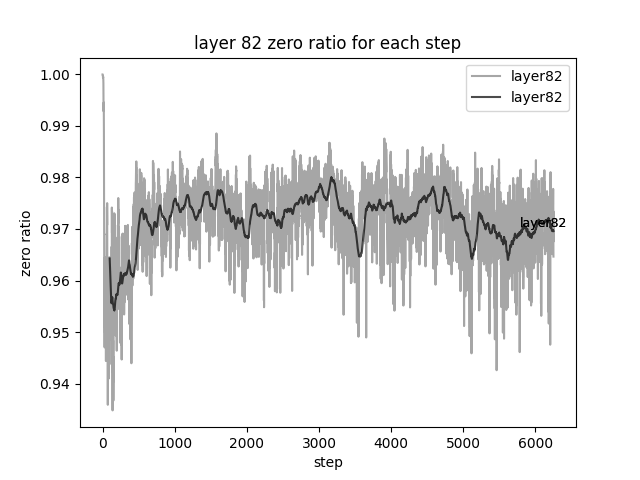 layer 82 zero ratio for each step
layer82
layer82
1.00
0.99
0.98
0.97
0.96
0.95
0.94
zero ratio
layer82
0
1000
2000
3000
4000
5000
6000
step